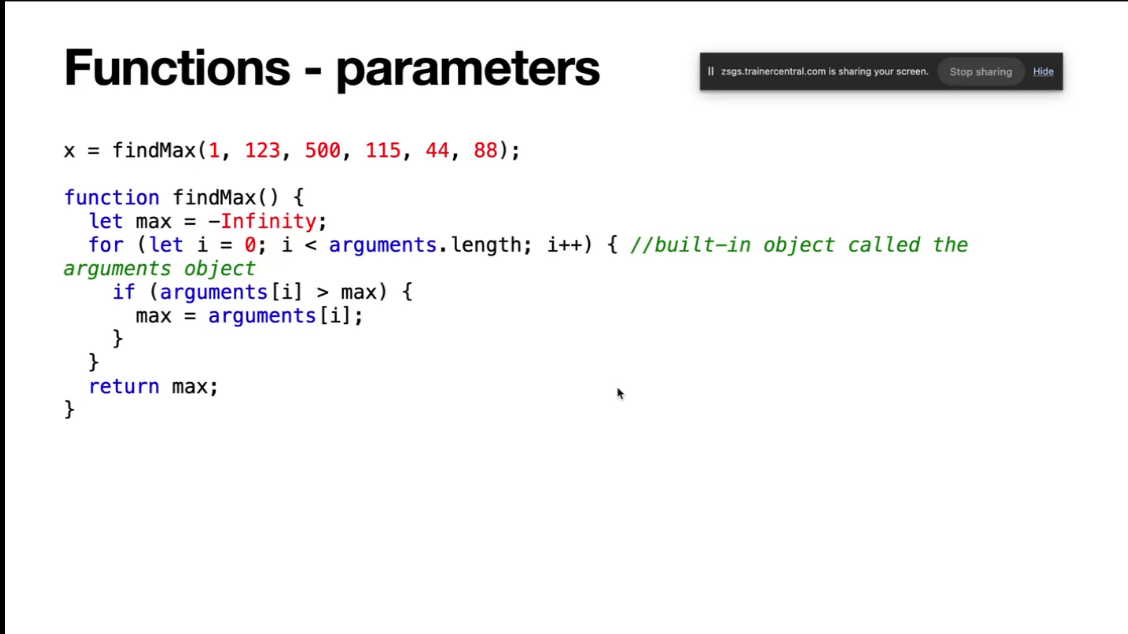 Functions - parameters
zsgs.trainercentral.com is sharing your screen. Stop sharing Hide
x = findMax(1, 123, 500, 115, 44, 88);
function findMax() {
let max = -Infinity;
for (let i = 0; i < arguments.length; i++) { //built-in object called the
arguments object
if (arguments[i] > max) {
max = arguments[i];
}
}
return max;
}